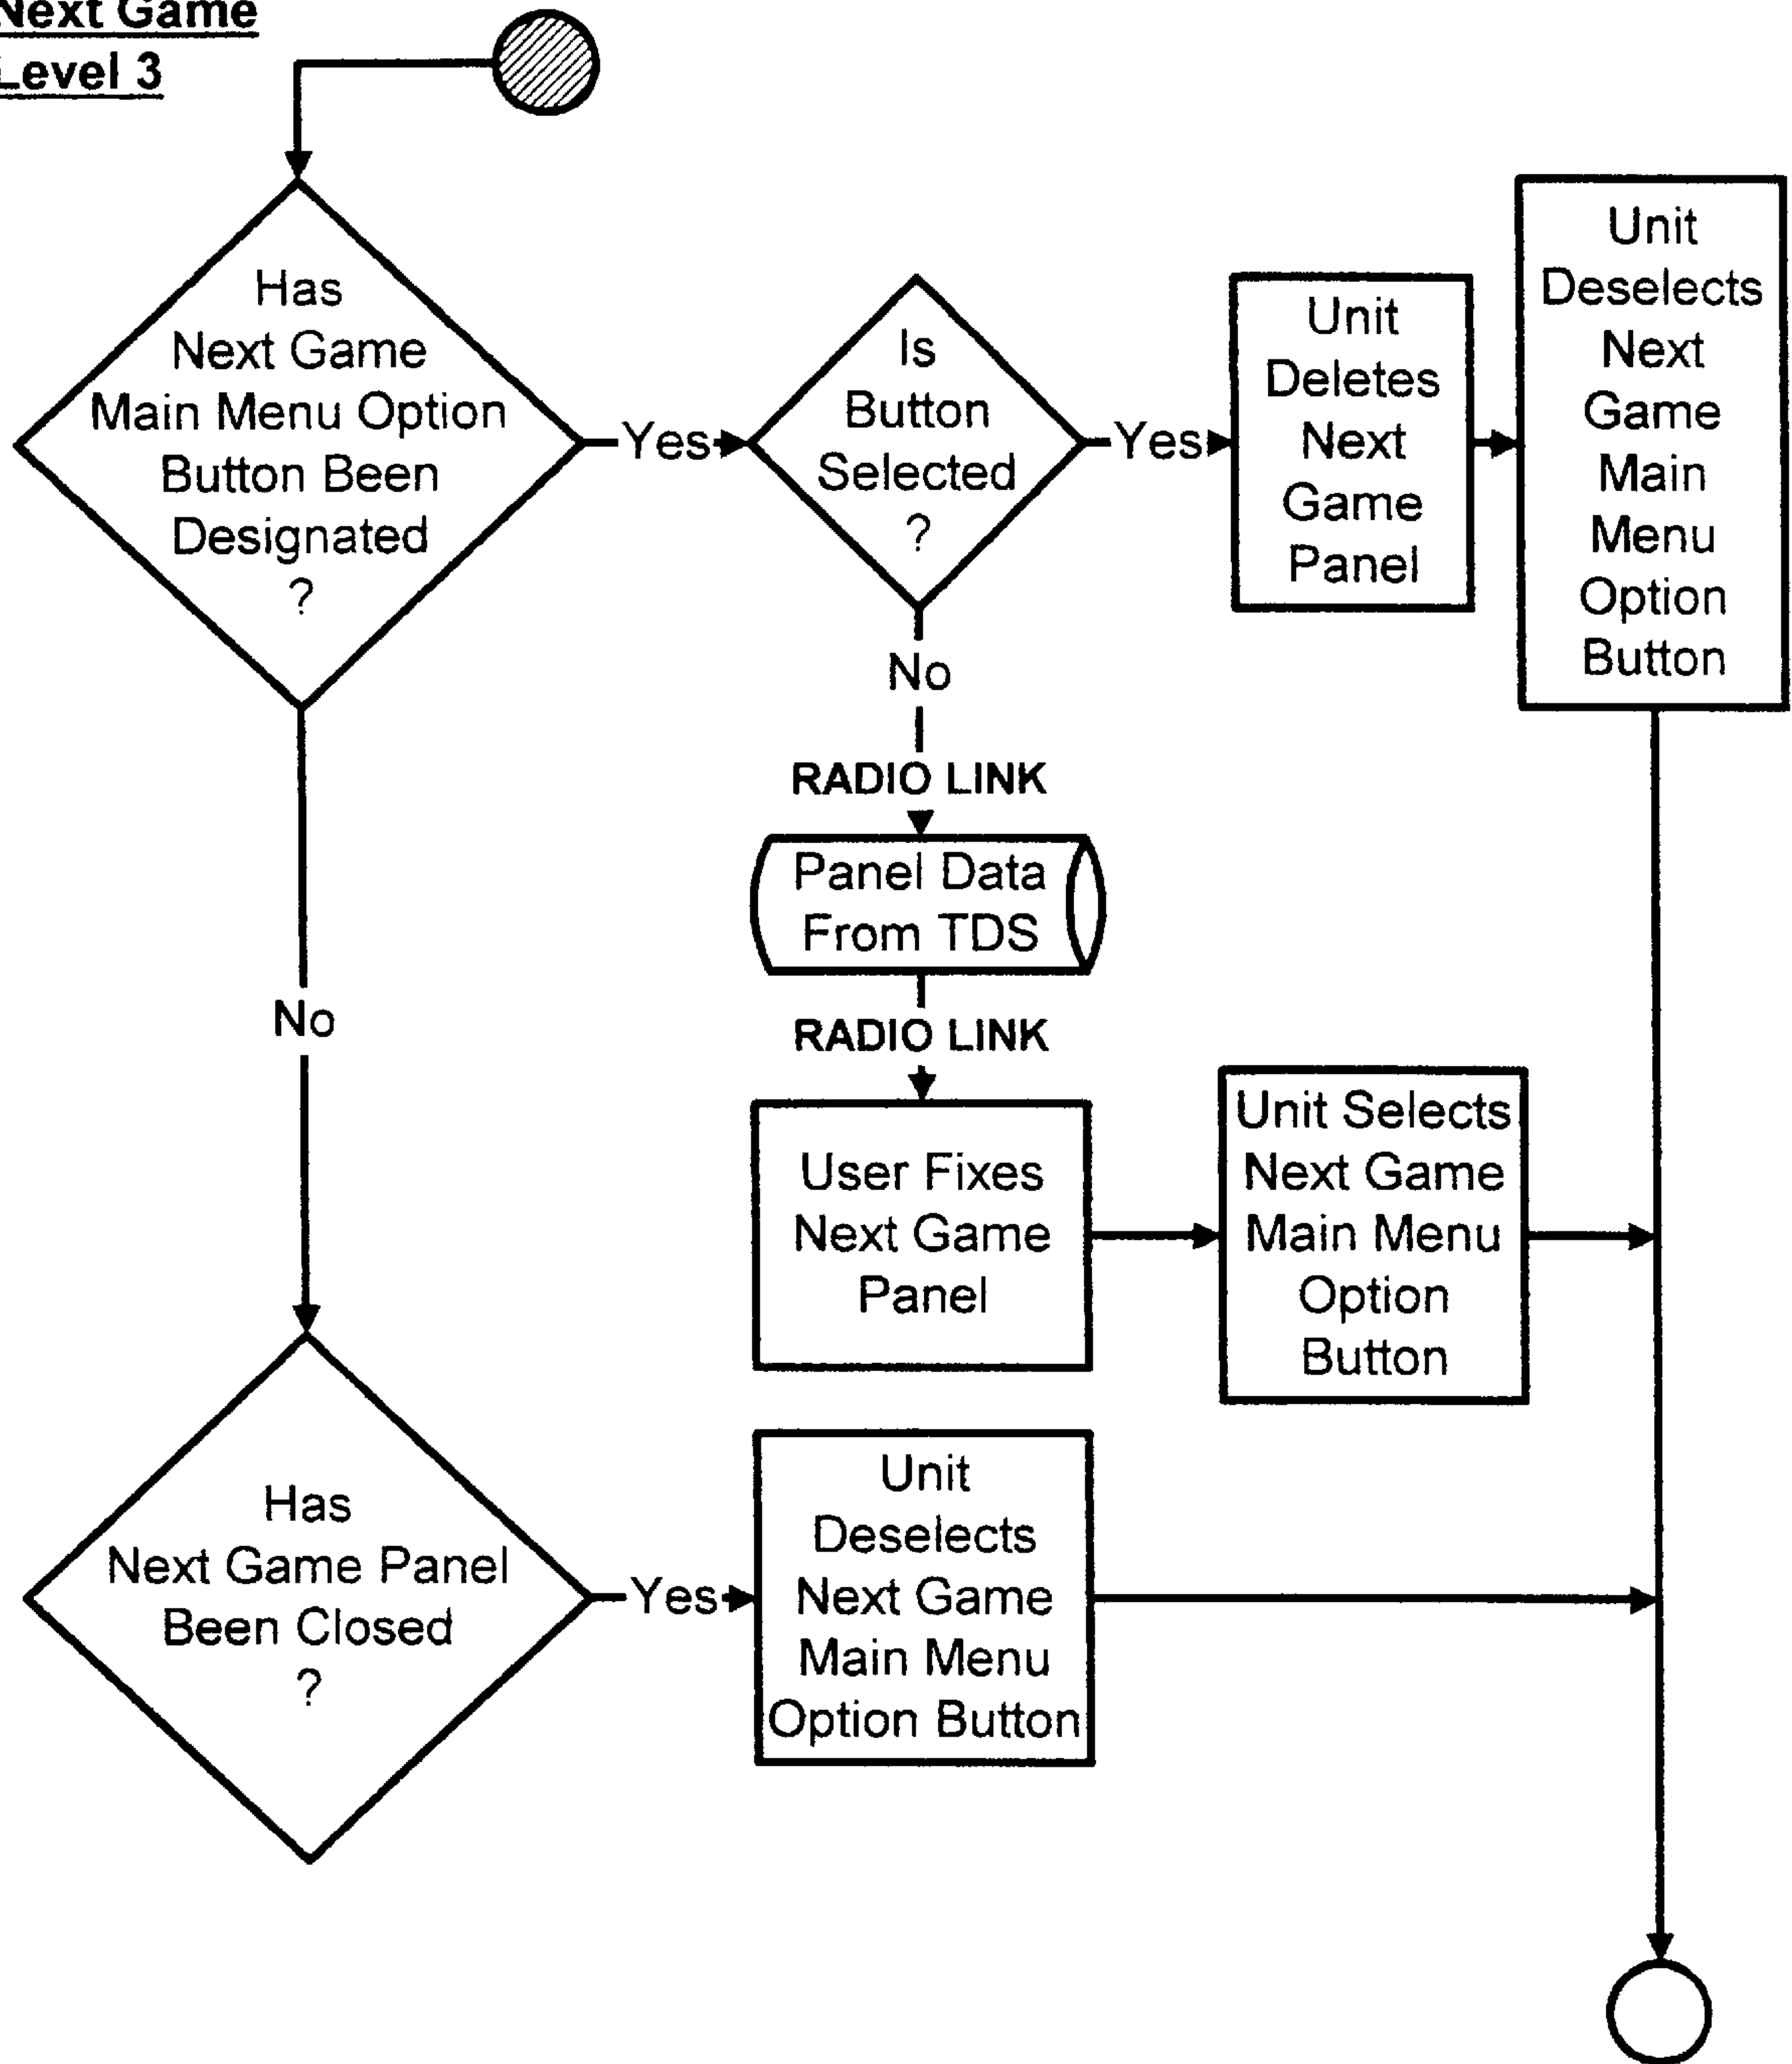 Next Game
Level 3
Has
Next Game
Main Menu Option
Button Been
Designated
?
Yes
Is
Button
Selected
?
Yes
Unit
Deletes
Next
Game
Panel
Unit
Deselects
Next
Game
Main
Menu
Option
Button
No
RADIO LINK
Panel Data
From TDS
RADIO LINK
No
User Fixes
Next Game
Panel
Unit Selects
Next Game
Main Menu
Option
Button
Has
Next Game Panel
Been Closed
?
Yes
Unit
Deselects
Next Game
Main Menu
Option Button